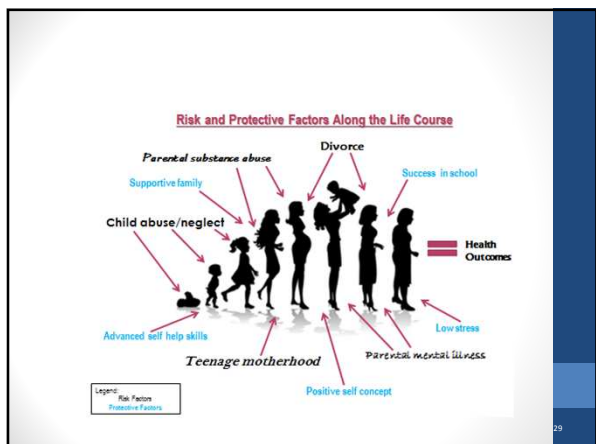 Risk and Protective Factors Along the Life Course
Divorce
Parental substance abuse
Success in school
Supportive family
Child abuse/neglect
Health
Outcomes
Low stress
Advanced self help skills
Parental mental illness
Teenage motherhood
Positive self concept
Legend:
Risk Factors
Protective Factors
29